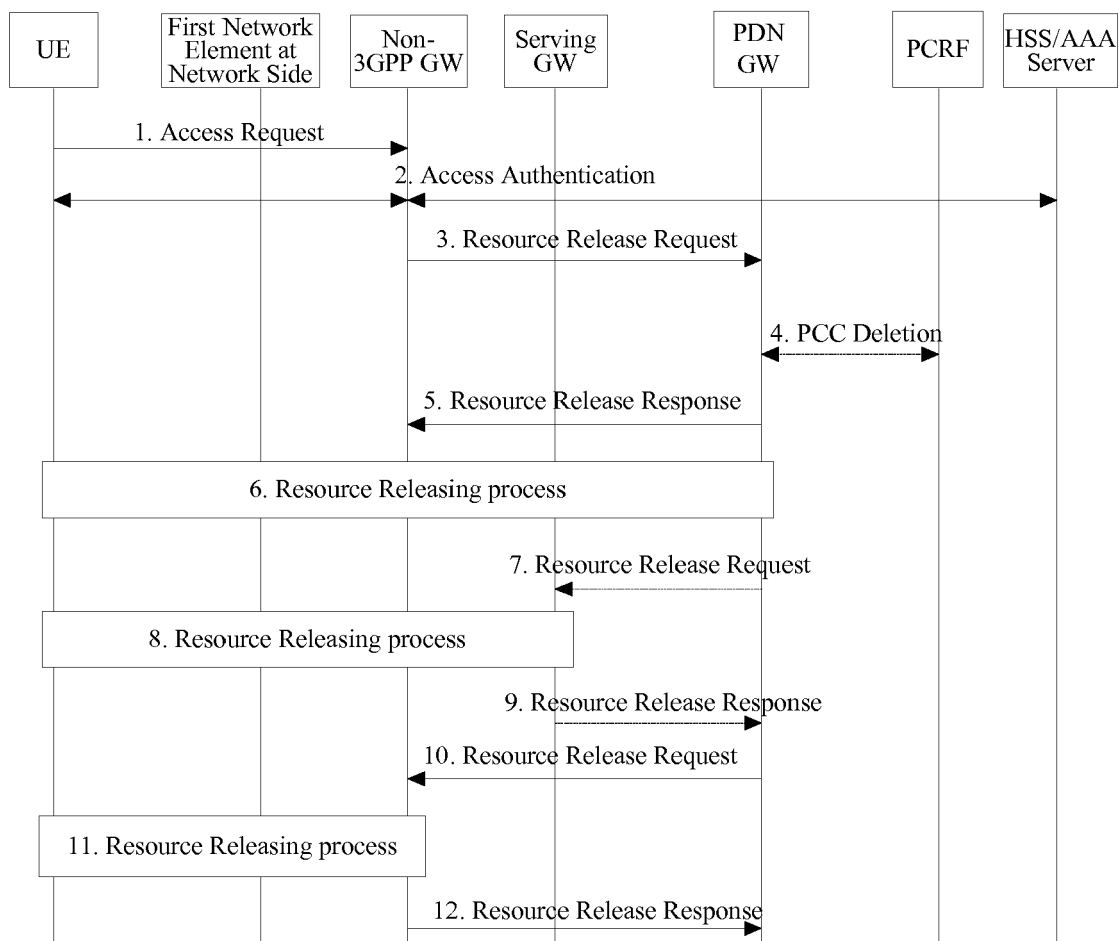 UE
First Network
Element at
Network Side
Non-
3GPP GW
Serving
GW
PDN
GW
PCRF
HSS/AAA
Server
1. Access Request
2. Access Authentication
3. Resource Release Request
4. PCC Deletion
5. Resource Release Response
6. Resource Releasing process
7. Resource Release Request
8. Resource Releasing process
9. Resource Release Response
10. Resource Release Request
11. Resource Releasing process
12. Resource Release Response